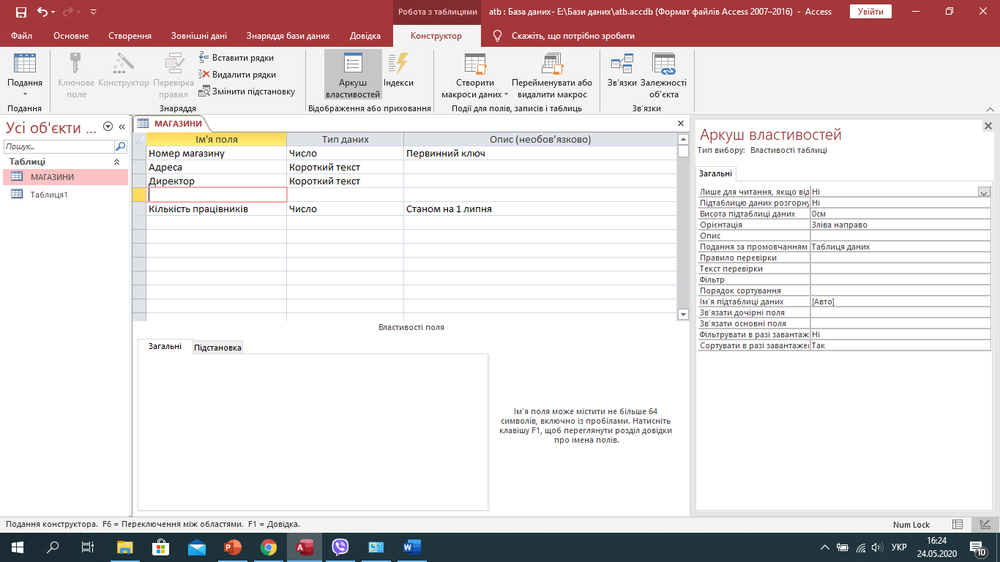 Робота з таблицями
atb : База даних- E:\Бази даних\atb.accdb (Формат файлів Access 2007–2016) - Access
Увійти
Файл Основне Створення Зовнішні дані Знаряддя бази даних Довідка Конструктор Скажіть, що потрібно зробити
Подання
Ключове поле
Конструктор
Перевірка правил
Вставити рядки
Видалити рядки
Змінити підстановку
Аркуш властивостей
Індекси
Створити макроси даних
Перейменувати або видалити макрос
Зв'язки
Залежності об'єкта
Подання Знаряддя Відображення або приховання Події для полів, записів і таблиць Зв'язки
Усі об'єкти ...
Пошук...
Таблиці
МАГАЗИНИ
Таблиця1
МАГАЗИНИ
Ім'я поля Тип даних Опис (необов'язково)
Номер магазину Число Первинний ключ
Адреса Короткий текст
Директор Короткий текст
Кількість працівників Число Станом на 1 липня
Властивості поля
Загальні Підстановка
Ім'я поля може містити не більше 64
символів, включно із пробілами. Натисніть
клавішу F1, щоб переглянути розділ довідки
про імена полів.
Аркуш властивостей
Тип вибору: Властивості таблиці
Загальні
Лише для читання, якщо від Ні
Підтаблицю даних розгорну Ні
Висота підтаблиці даних 0см
Орієнтація Зліва направо
Опис
Подання за промовчанням Таблиця даних
Правило перевірки
Текст перевірки
Фільтр
Порядок сортування
Ім'я підтаблиці даних [Авто]
Зв'язати дочірні поля
Зв'язати основні поля
Фільтрувати в разі завантаж Ні
Сортувати в разі завантажен Так
Подання конструктора. F6 = Переключення між областями. F1 = Довідка.
Num Lock
УКР
16:24
24.05.2020
10